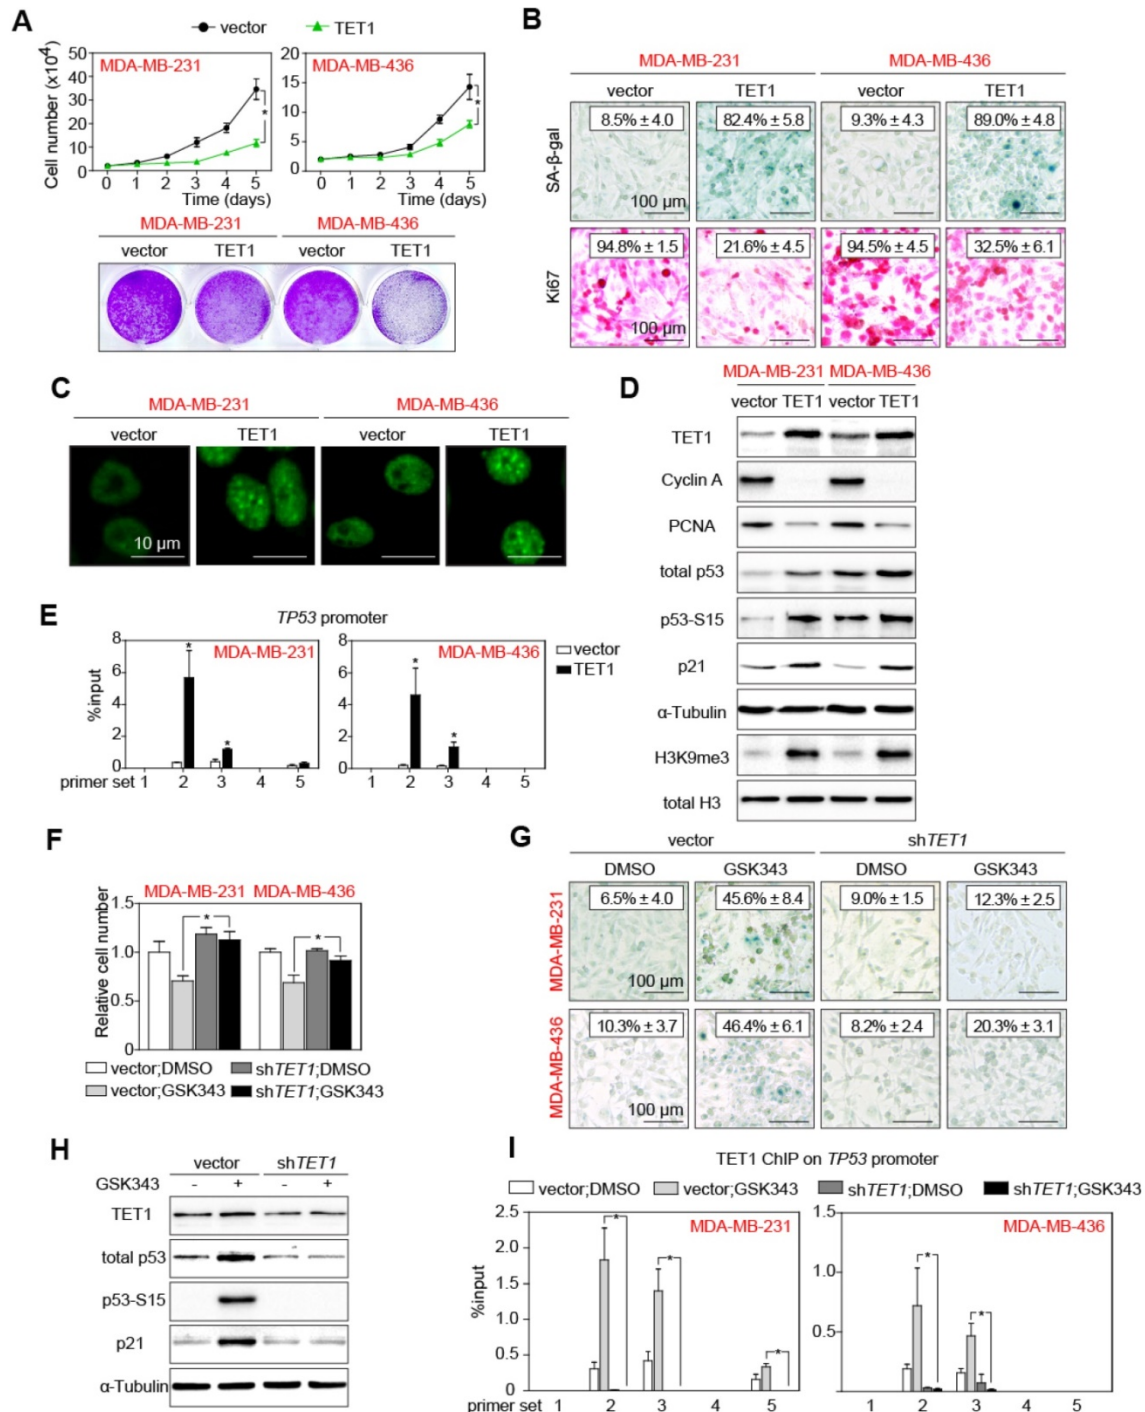 A
vector TET1
Cell number (x10⁴)
MDA-MB-231
50
40
30
20
10
0
0 1 2 3 4 5
Time (days)
MDA-MB-436
20
15
10
5
0
0 1 2 3 4 5
Time (days)
MDA-MB-231 MDA-MB-436
vector TET1 vector TET1
B
MDA-MB-231 MDA-MB-436
vector TET1 vector TET1
SA-β-gal
8.5% ± 4.0 82.4% ± 5.8 9.3% ± 4.3 89.0% ± 4.8
100 µm
Ki67
94.8% ± 1.5 21.6% ± 4.5 94.5% ± 4.5 32.5% ± 6.1
100 µm
C
MDA-MB-231 MDA-MB-436
vector TET1 vector TET1
10 µm
D
MDA-MB-231 MDA-MB-436
vector TET1 vector TET1
TET1
Cyclin A
PCNA
total p53
p53-S15
p21
α-Tubulin
H3K9me3
total H3
E
TP53 promoter
%input
8
6
4
2
0
MDA-MB-231
* *
primer set 1 2 3 4 5
8
6
4
2
0
MDA-MB-436
* *
1 2 3 4 5
vector
TET1
F
Relative cell number
MDA-MB-231 MDA-MB-436
1.5
1.0
0.5
0
* *
vector;DMSO shTET1;DMSO
vector;GSK343 shTET1;GSK343
G
vector shTET1
DMSO GSK343 DMSO GSK343
MDA-MB-231
6.5% ± 4.0 45.6% ± 8.4 9.0% ± 1.5 12.3% ± 2.5
100 µm
MDA-MB-436
10.3% ± 3.7 46.4% ± 6.1 8.2% ± 2.4 20.3% ± 3.1
100 µm
H
vector shTET1
GSK343 - + - +
TET1
total p53
p53-S15
p21
α-Tubulin
I
TET1 ChIP on TP53 promoter
vector;DMSO vector;GSK343 shTET1;DMSO shTET1;GSK343
%input
2.5
2.0
1.5
1.0
0.5
0
MDA-MB-231
* * *
primer set 1 2 3 4 5
1.5
1.0
0.5
MDA-MB-436
* *
1 2 3 4 5